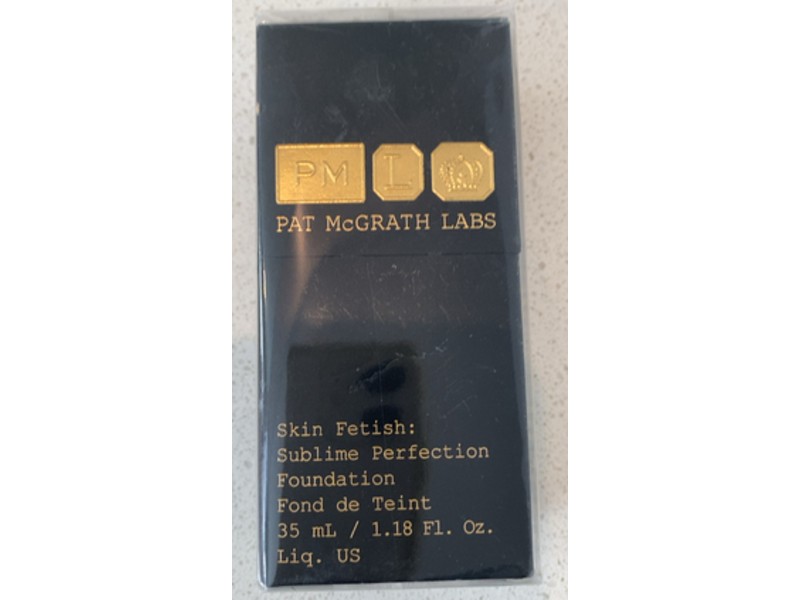 PM L
PAT McGRATH LABS
Skin Fetish:
Sublime Perfection
Foundation
Fond de Teint
35 mL / 1.18 Fl. Oz.
Liq. US